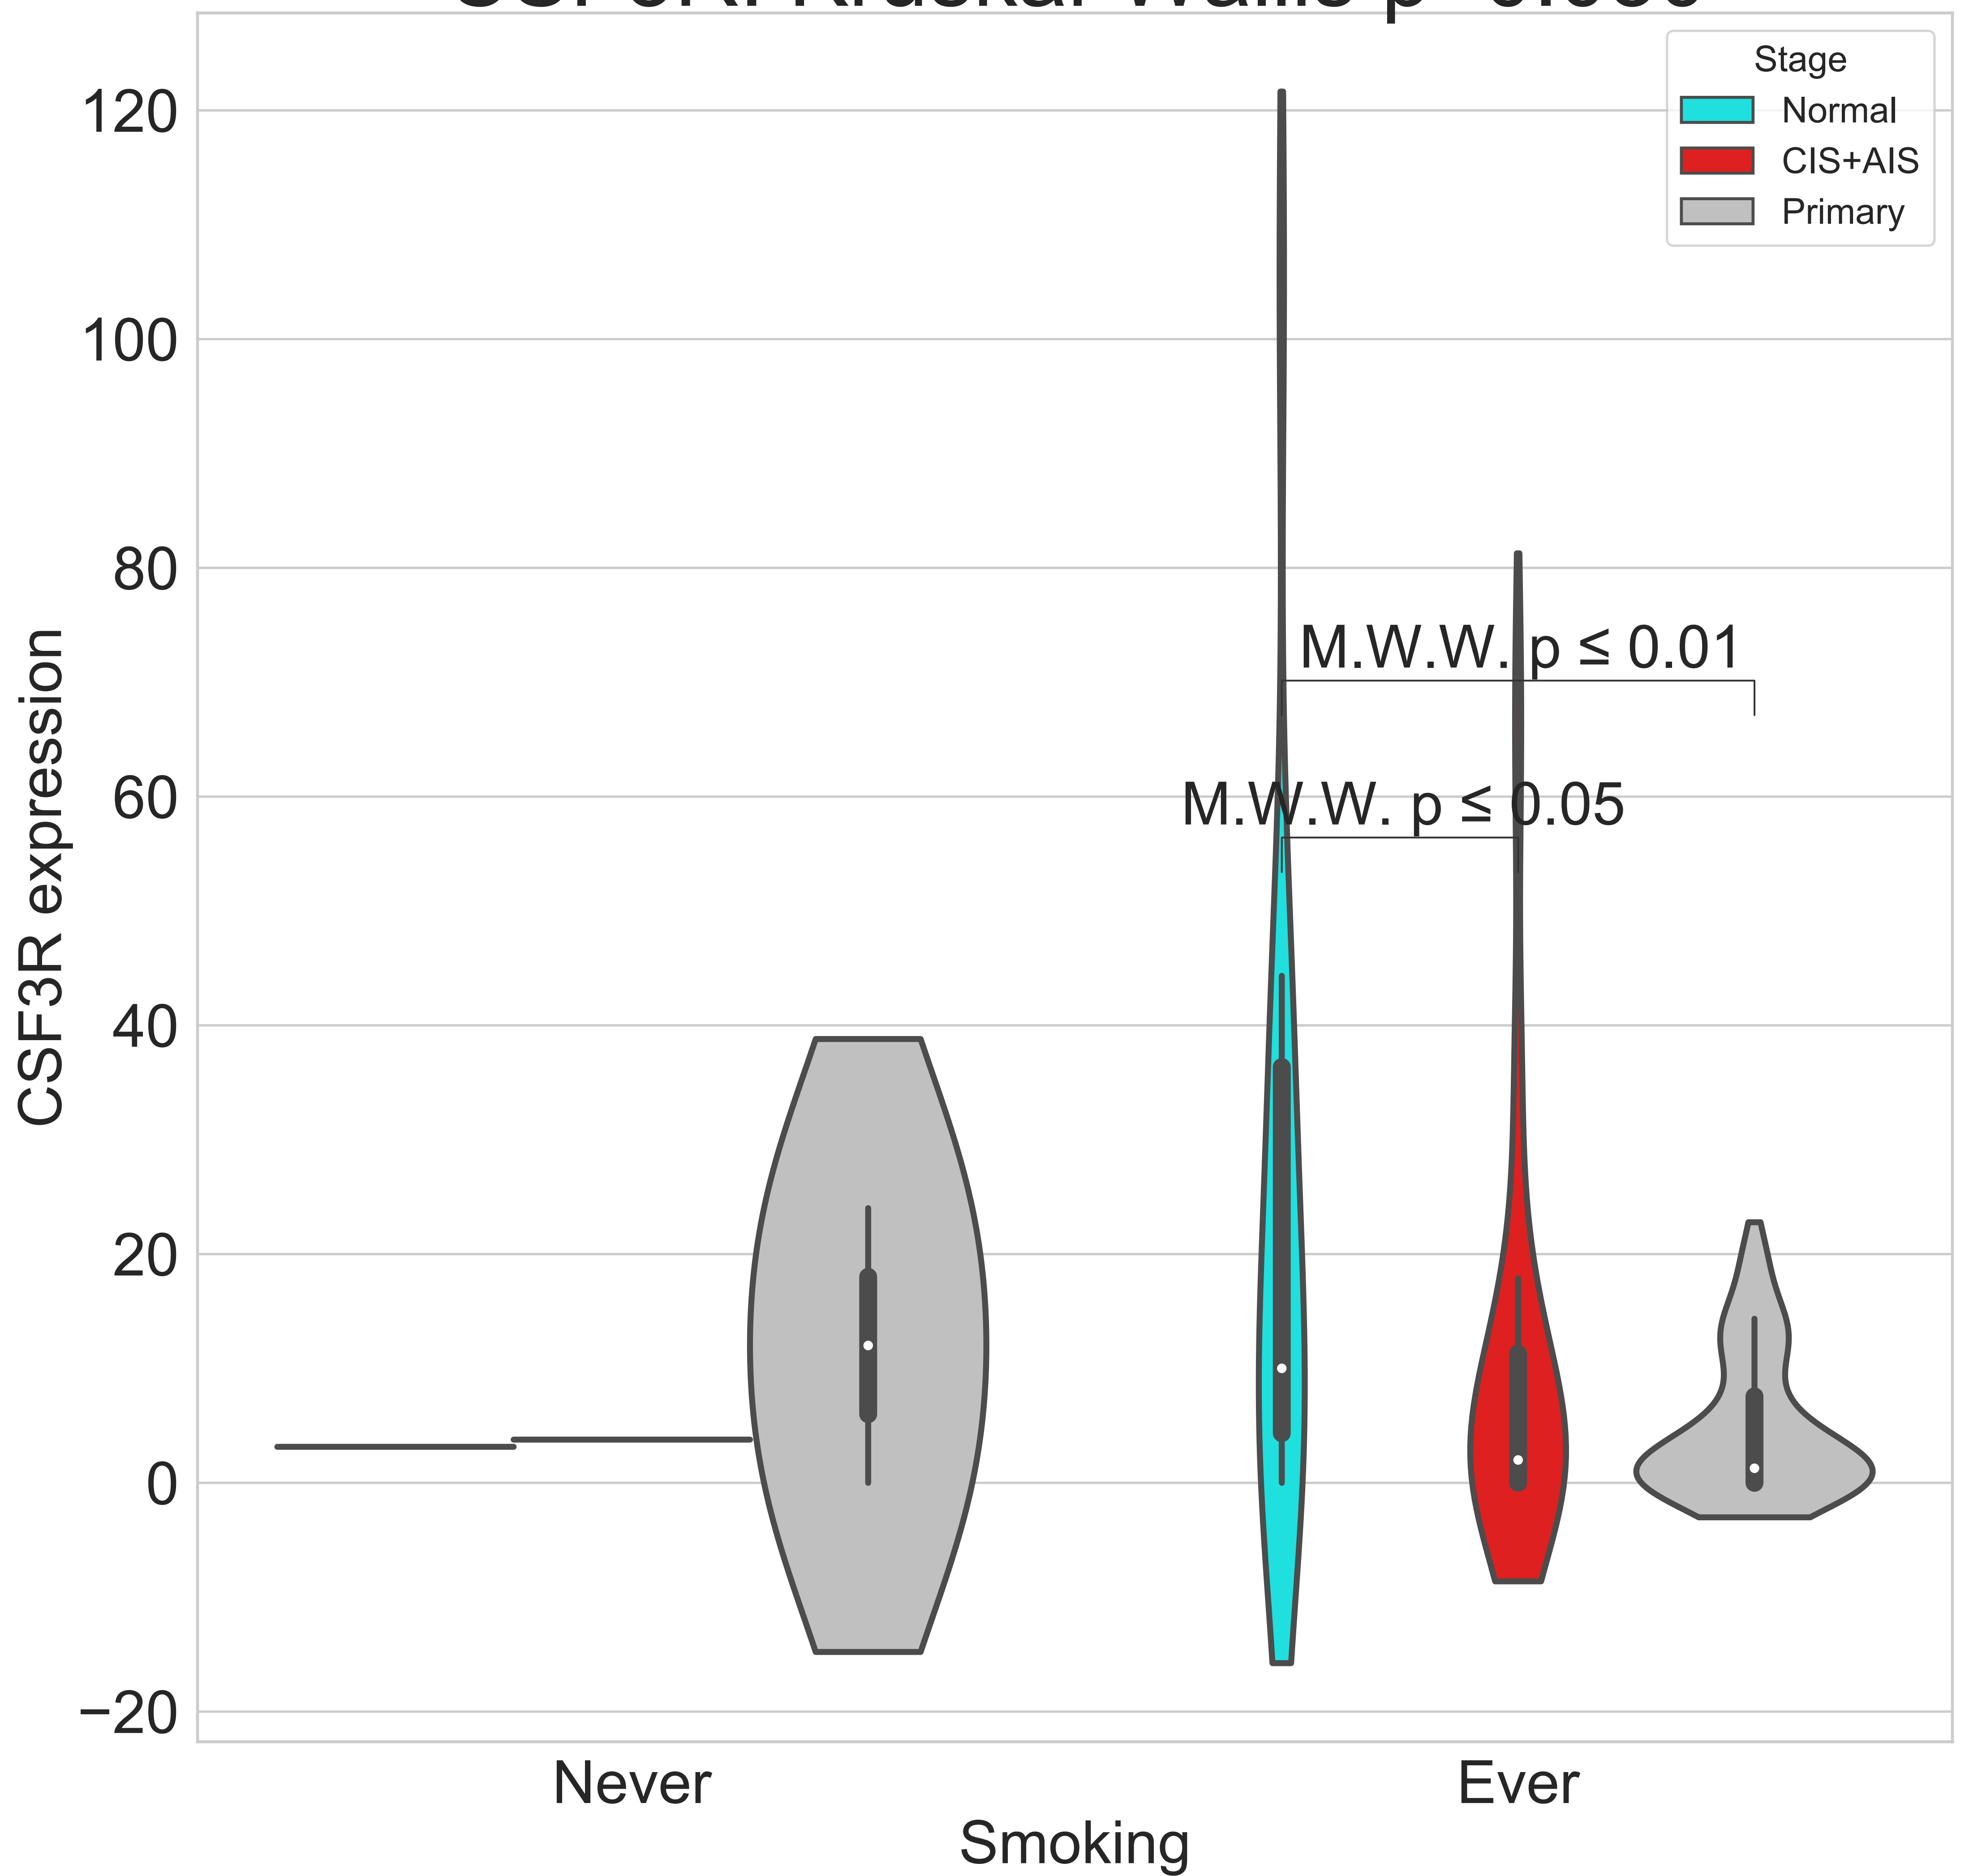 Stage
Normal
CIS+AIS
Primary
120
100
80
60
40
20
0
−20
CSF3R expression
M.W.W. p ≤ 0.01
M.W.W. p ≤ 0.05
Never
Ever
Smoking